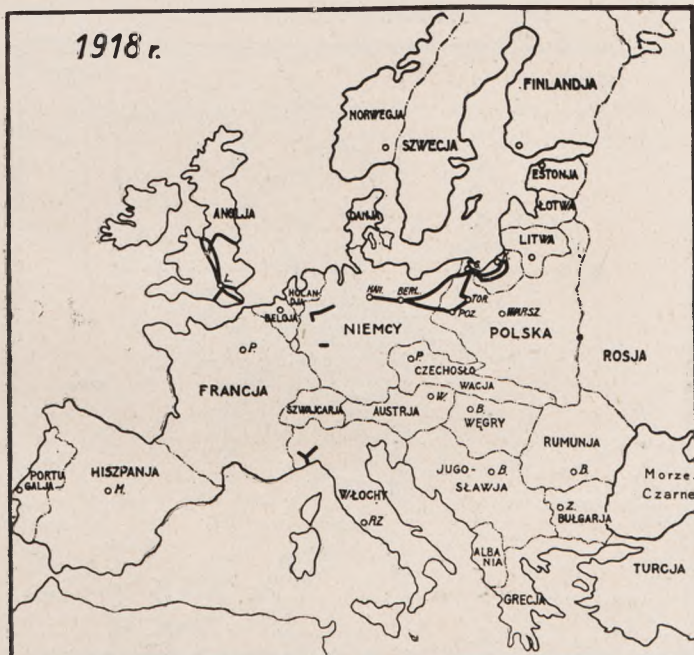 1918 r.
FINLANDJA
NORWEGJA
SZWECJA
ESTONJA
ŁOTWA
ANGLJA
DANJA
LITWA
L.
HOLAN-
DJA
HAN.
BERL.
TOR.
POZ.
WARSZ.
BELGJA
NIEMCY
POLSKA
ROSJA
P.
P.
CZECHOSŁO
WACJA
FRANCJA
W.
SZWAJCARJA
AUSTRJA
B.
WĘGRY
RUMUNJA
PORTU
GALJA
HISZPANJA
M.
JUGO-
SŁAWJA
B.
B.
Morze
Czarne
WŁOCHY
RZ
Z.
BUŁGARJA
ALBA
NIA
TURCJA
GRECJA